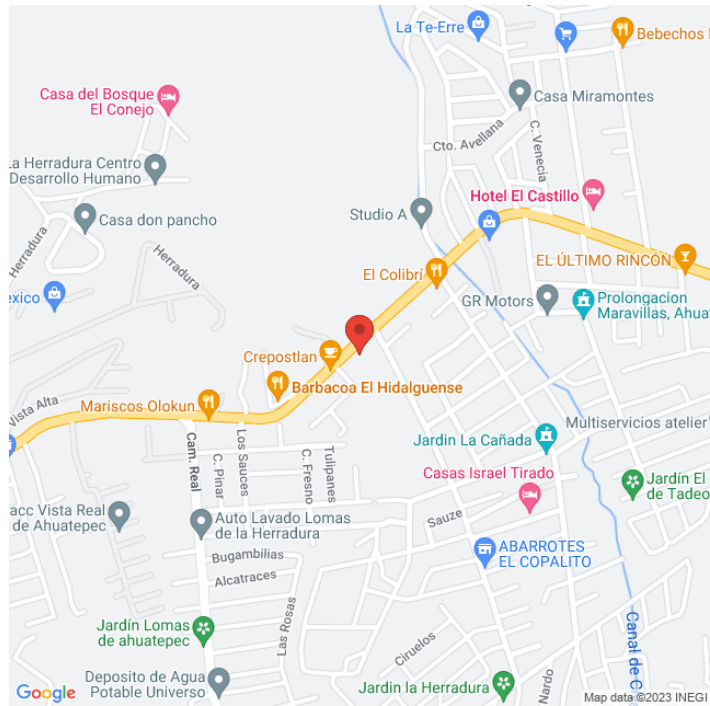 La Te-Erre
Bebechos
Casa del Bosque
El Conejo
Casa Miramontes
Cto. Avellana
C. Venecia
La Herradura Centro
Desarrollo Humano
Hotel El Castillo
Studio A
Casa don pancho
Herradura
Herradura
EL ÚLTIMO RINCÓN
El Colibrí
GR Motors
Prolongacion
Maravillas, Ahuat
exico
Crepostlan
Barbacoa El Hidalguense
Mariscos Olokun
Vista Alta
Multiservicios atelier
Jardin La Cañada
Cam. Real
C. Pinar
Los Sauces
C. Fresno
Tulipanes
Casas Israel Tirado
Jardín El
de Tadeo
acc Vista Real
de Ahuatepec
Auto Lavado Lomas
de la Herradura
Sauze
ABARROTES
EL COPALITO
Bugambilias
Alcatraces
Las Rosas
Jardín Lomas
de ahuatepec
Ciruelos
Canal de C
Deposito de Agua
Potable Universo
Jardin la Herradura
Nardo
Google
Map data ©2023 INEGI